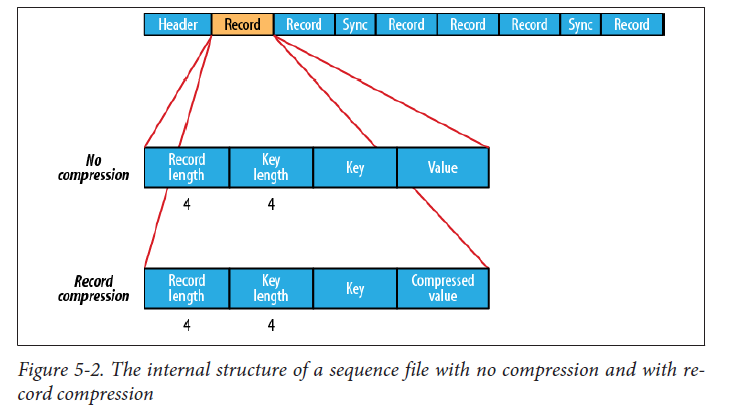 Header Record Record Sync Record Record Record Sync Record
No
compression
Record
length
Key
length
Key
Value
4 4
Record
compression
Record
length
Key
length
Key
Compressed
value
4 4
Figure 5-2. The internal structure of a sequence file with no compression and with re-
cord compression